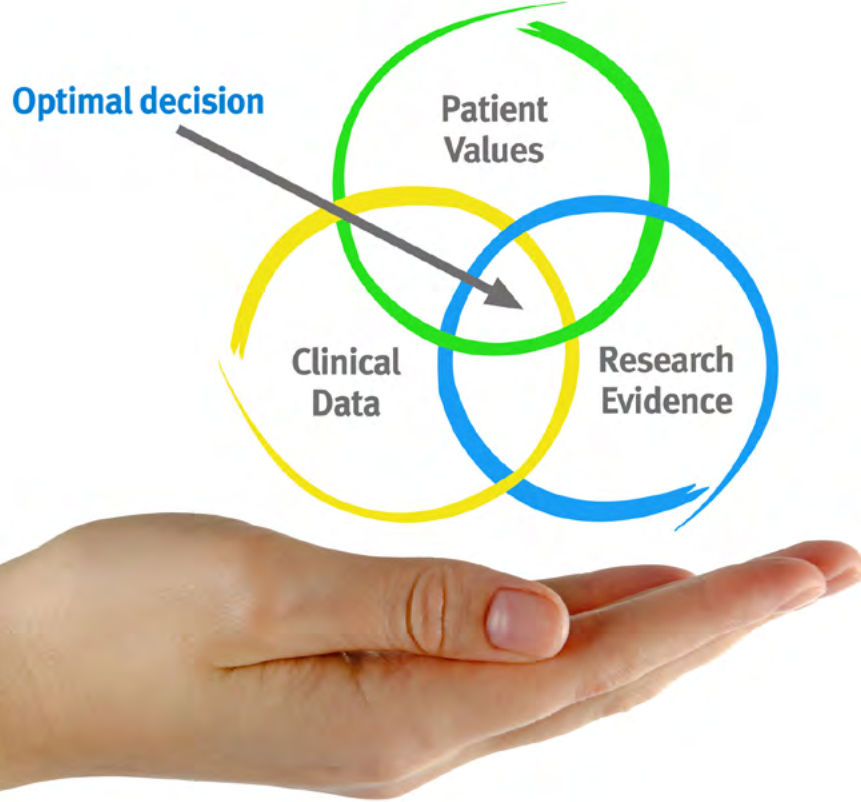 Optimal decision
Patient
Values
Clinical
Data
Research
Evidence